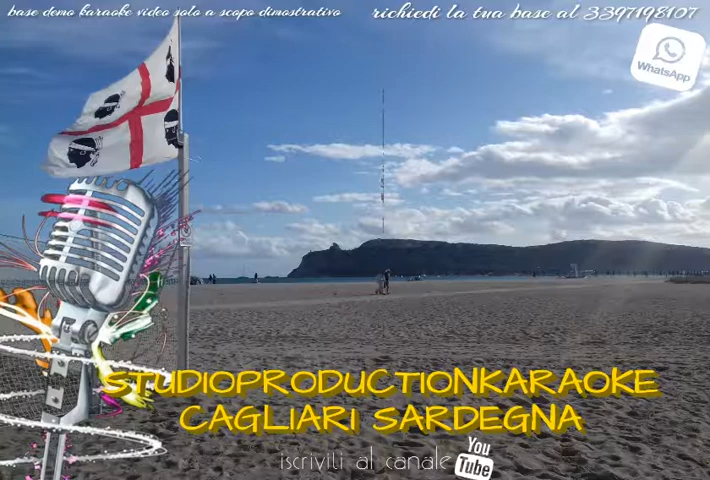 base demo karaoke video solo a scopo dimostrativo
richiedi la tua base al 3397198107
WhatsApp
STUDIOPRODUCTIONKARAOKE
CAGLIARI SARDEGNA
iscriviti al canale You Tube